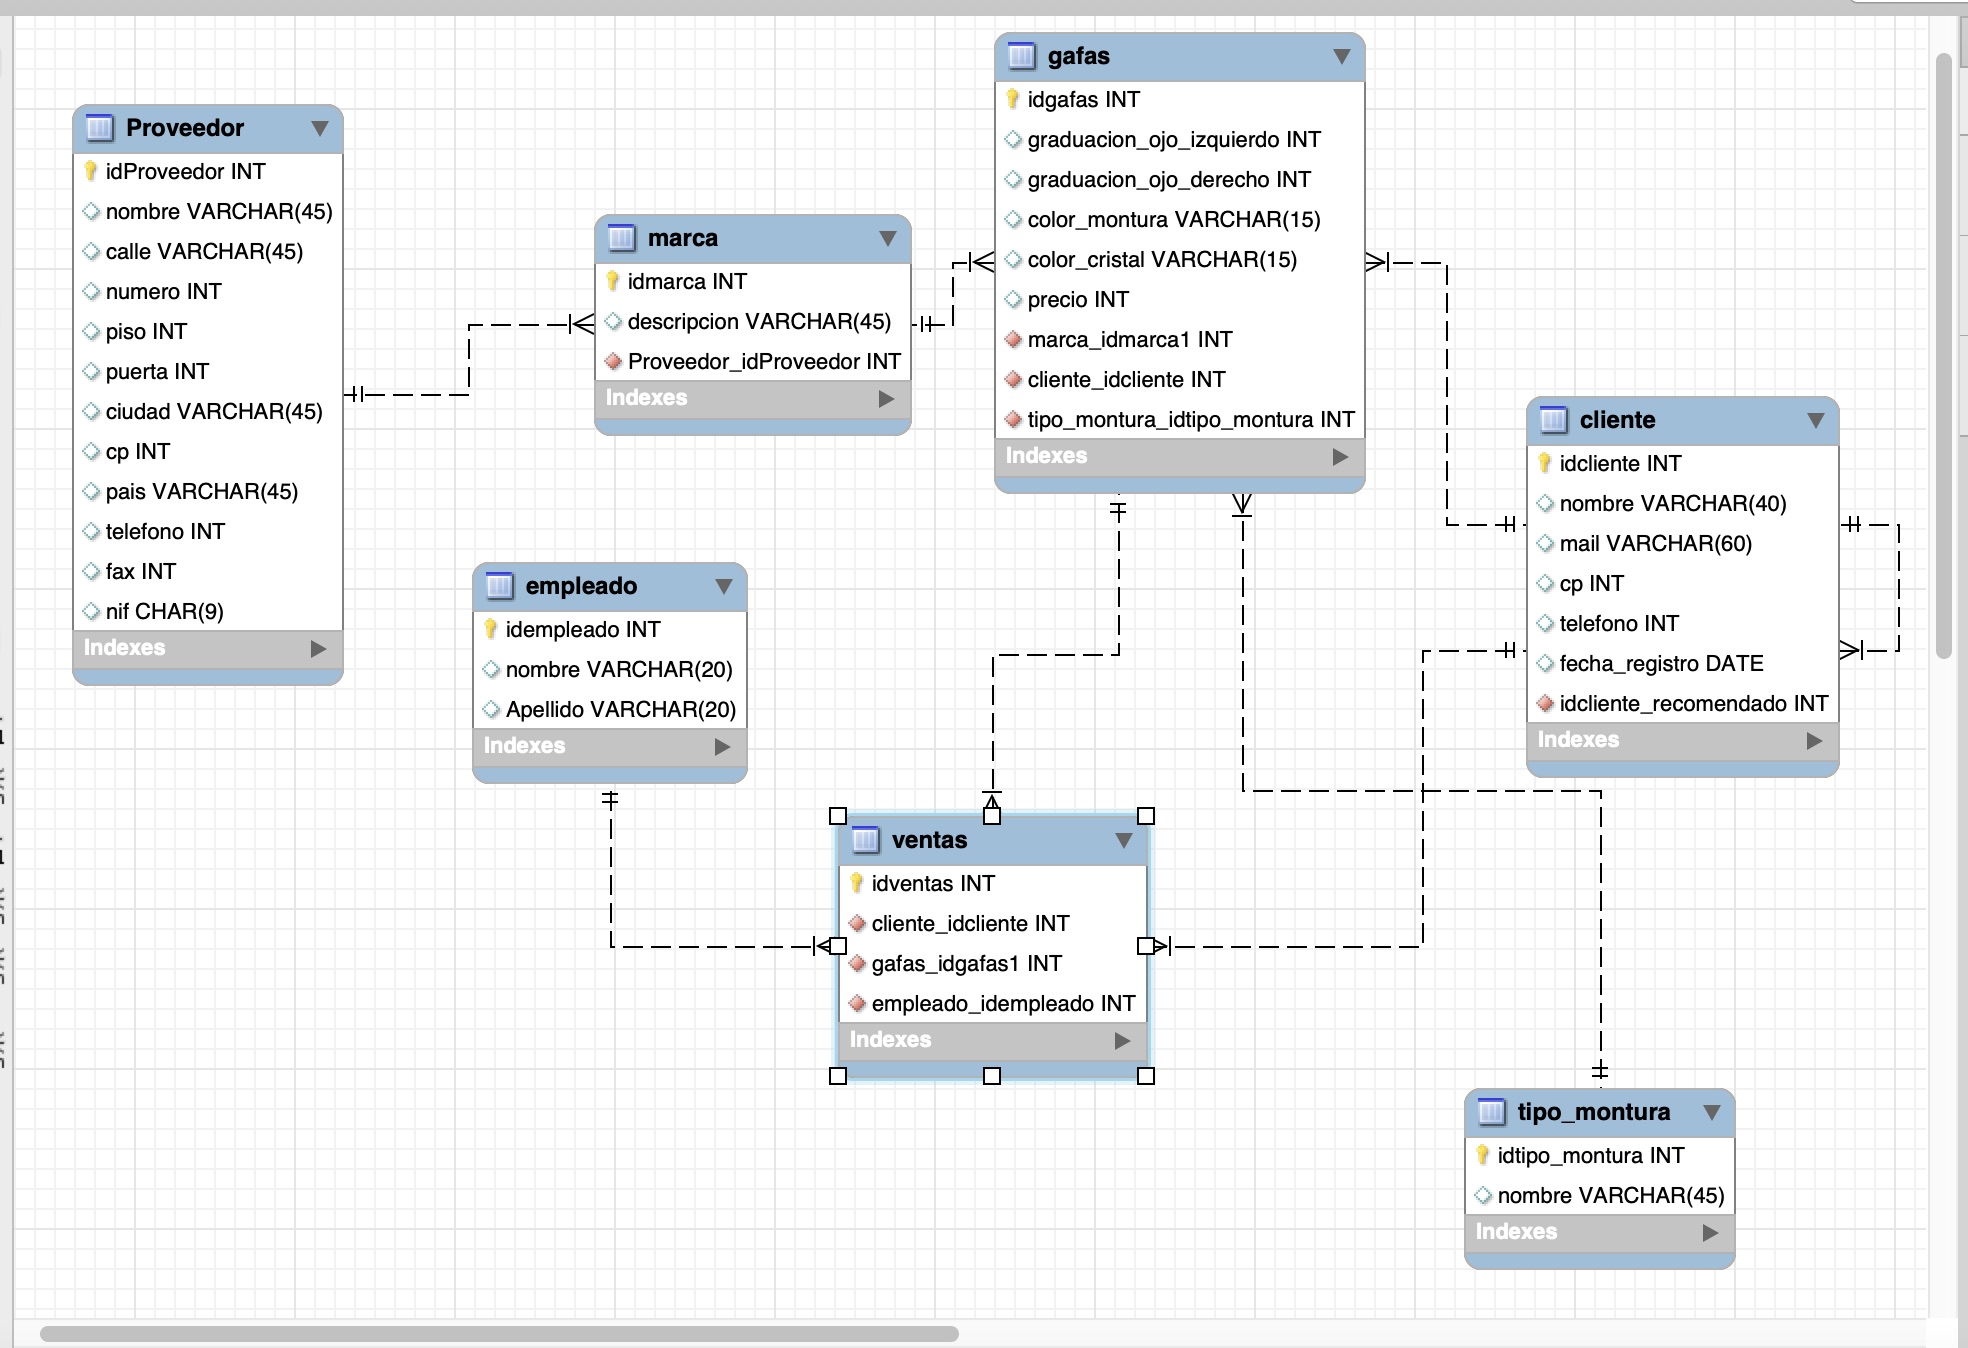 Proveedor
idProveedor INT
nombre VARCHAR(45)
calle VARCHAR(45)
numero INT
piso INT
puerta INT
ciudad VARCHAR(45)
cp INT
pais VARCHAR(45)
telefono INT
fax INT
nif CHAR(9)
Indexes
marca
idmarca INT
descripcion VARCHAR(45)
Proveedor_idProveedor INT
Indexes
gafas
idgafas INT
graduacion_ojo_izquierdo INT
graduacion_ojo_derecho INT
color_montura VARCHAR(15)
color_cristal VARCHAR(15)
precio INT
marca_idmarca1 INT
cliente_idcliente INT
tipo_montura_idtipo_montura INT
Indexes
cliente
idcliente INT
nombre VARCHAR(40)
mail VARCHAR(60)
cp INT
telefono INT
fecha_registro DATE
idcliente_recomendado INT
Indexes
empleado
idempleado INT
nombre VARCHAR(20)
Apellido VARCHAR(20)
Indexes
ventas
idventas INT
cliente_idcliente INT
gafas_idgafas1 INT
empleado_idempleado INT
Indexes
tipo_montura
idtipo_montura INT
nombre VARCHAR(45)
Indexes